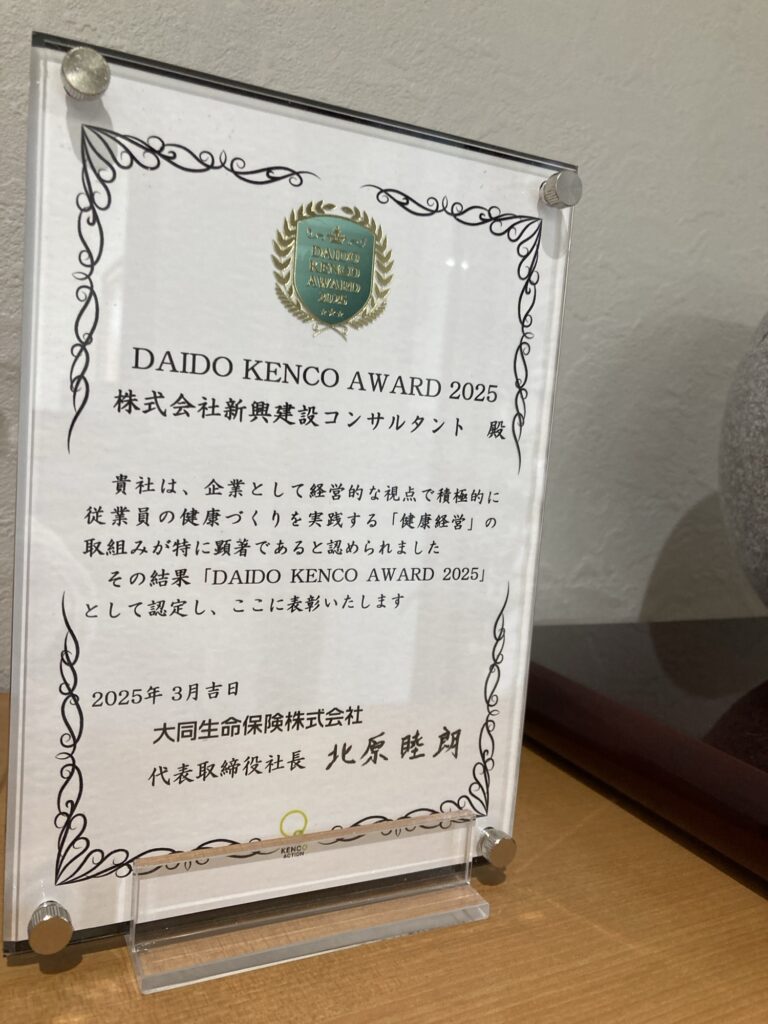 DAIDO
KENCO
AWARD
2025
DAIDO KENCO AWARD 2025
株式会社新興建設コンサルタント 殿
貴社は、企業として経営的な視点で積極的に
従業員の健康づくりを実践する「健康経営」の
取組みが特に顕著であると認められました
その結果「DAIDO KENCO AWARD 2025」
として認定し、ここに表彰いたします
2025年 3月吉日
大同生命保険株式会社
代表取締役社長 北原睦朗
KENCO
ACTION